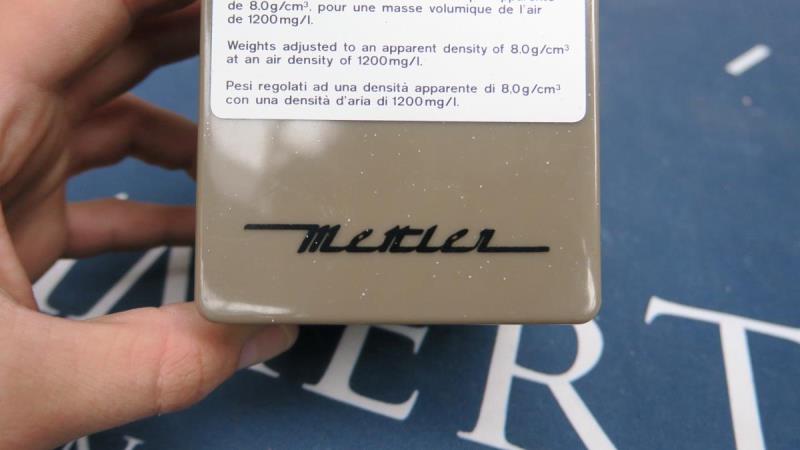 de 8.0g/cm³, pour une masse volumique de l'air
de 1200mg/l.
Weights adjusted to an apparent density of 8.0g/cm³
at an air density of 1200mg/l.
Pesi regolati ad una densità apparente di 8.0g/cm³
con una densità d'aria di 1200mg/l.
Mettler
ERT